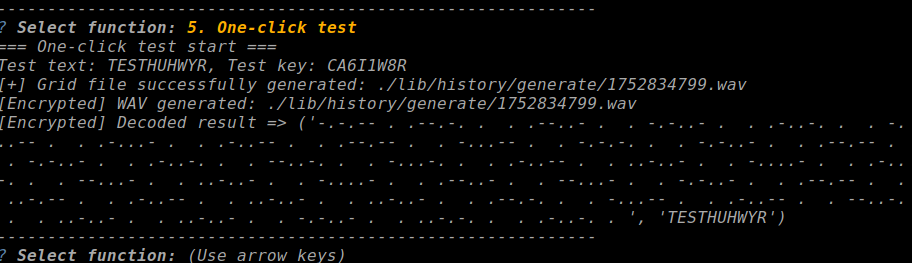 ------------------------------------------------------------
? Select function: 5. One-click test
=== One-click test start ===
Test text: TESTHUHWYR, Test key: CA6I1W8R
[+] Grid file successfully generated: ./lib/history/generate/1752834799.wav
[Encrypted] WAV generated: ./lib/history/generate/1752834799.wav
[Encrypted] Decoded result => ('-.-.-- . .--.-. . . .--..- . . -.-..- . . .-..-. . . -.
..-- . . .-...- . . .-..-- . . .--.-- . . -...-- . . -.-.-. . . -.-..- . . .--.-- .
. -.-..- . . ..-.-. . . --..-. . . -...-. . . .-..-- . . ..-..- . . -....- . . .-..
-. . . --...- . . ..-..- . . -....- . . .--..- . . --...- . . -.-..- . . .--.-- . .
..-.-- . . .-..-- . . ..-..- . . .-..-- . . .--.-. . . -...-- . . .-..-- . . --..-.
. . ..-..- . . ..-..- . . -.-..- . . ..-.-. . . .-..-. . . ', 'TESTHUHWYR')
------------------------------------------------------------
? Select function: (Use arrow keys)